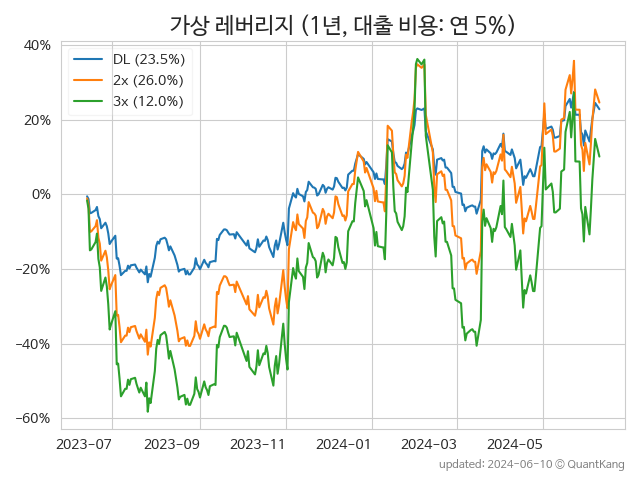 가상 레버리지 (1년, 대출 비용: 연 5%)
40%
20%
0%
−20%
−40%
−60%
DL (23.5%)
2x (26.0%)
3x (12.0%)
2023-07 2023-09 2023-11 2024-01 2024-03 2024-05
updated: 2024-06-10 © QuantKang